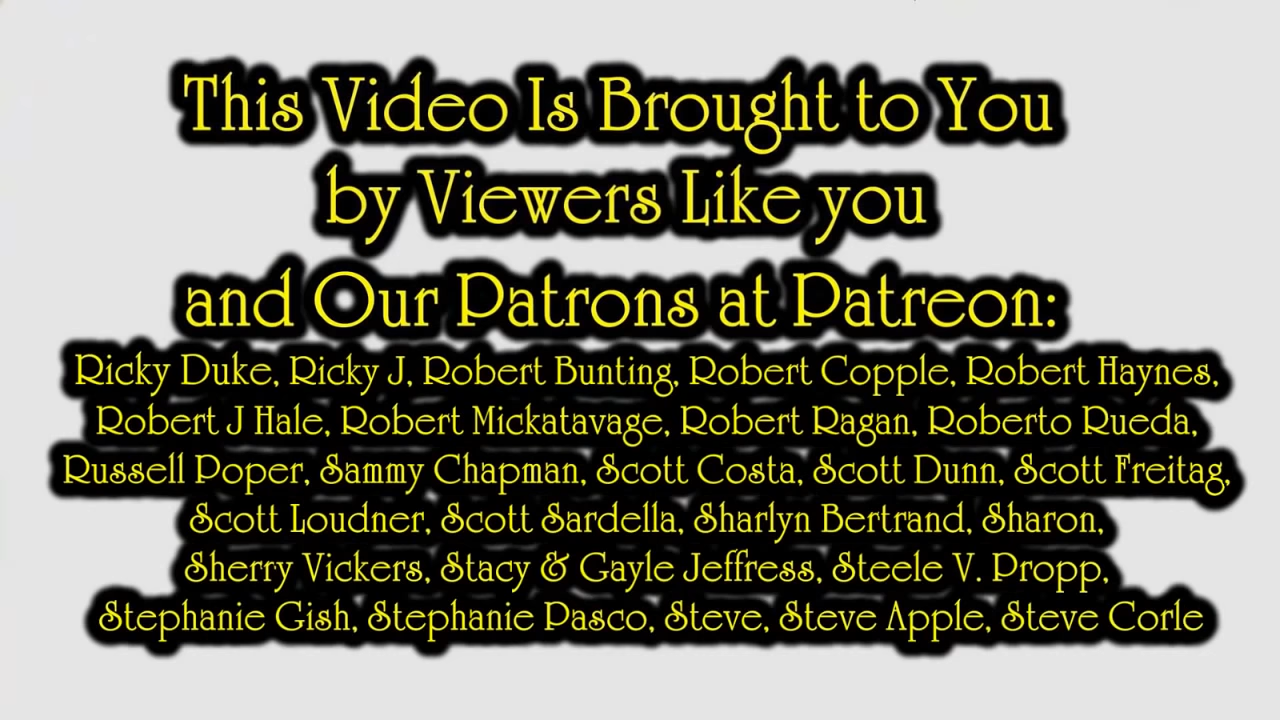 This Video Is Brought to You
by Viewers Like you
and Our Patrons at Patreon:
Ricky Duke, Ricky J, Robert Bunting, Robert Copple, Robert Haynes,
Robert J Hale, Robert Mickatavage, Robert Ragan, Roberto Rueda,
Russell Poper, Sammy Chapman, Scott Costa, Scott Dunn, Scott Freitag,
Scott Loudner, Scott Sardella, Sharlyn Bertrand, Sharon,
Sherry Vickers, Stacy & Gayle Jeffress, Steele V. Propp,
Stephanie Gish, Stephanie Pasco, Steve, Steve Apple, Steve Corle